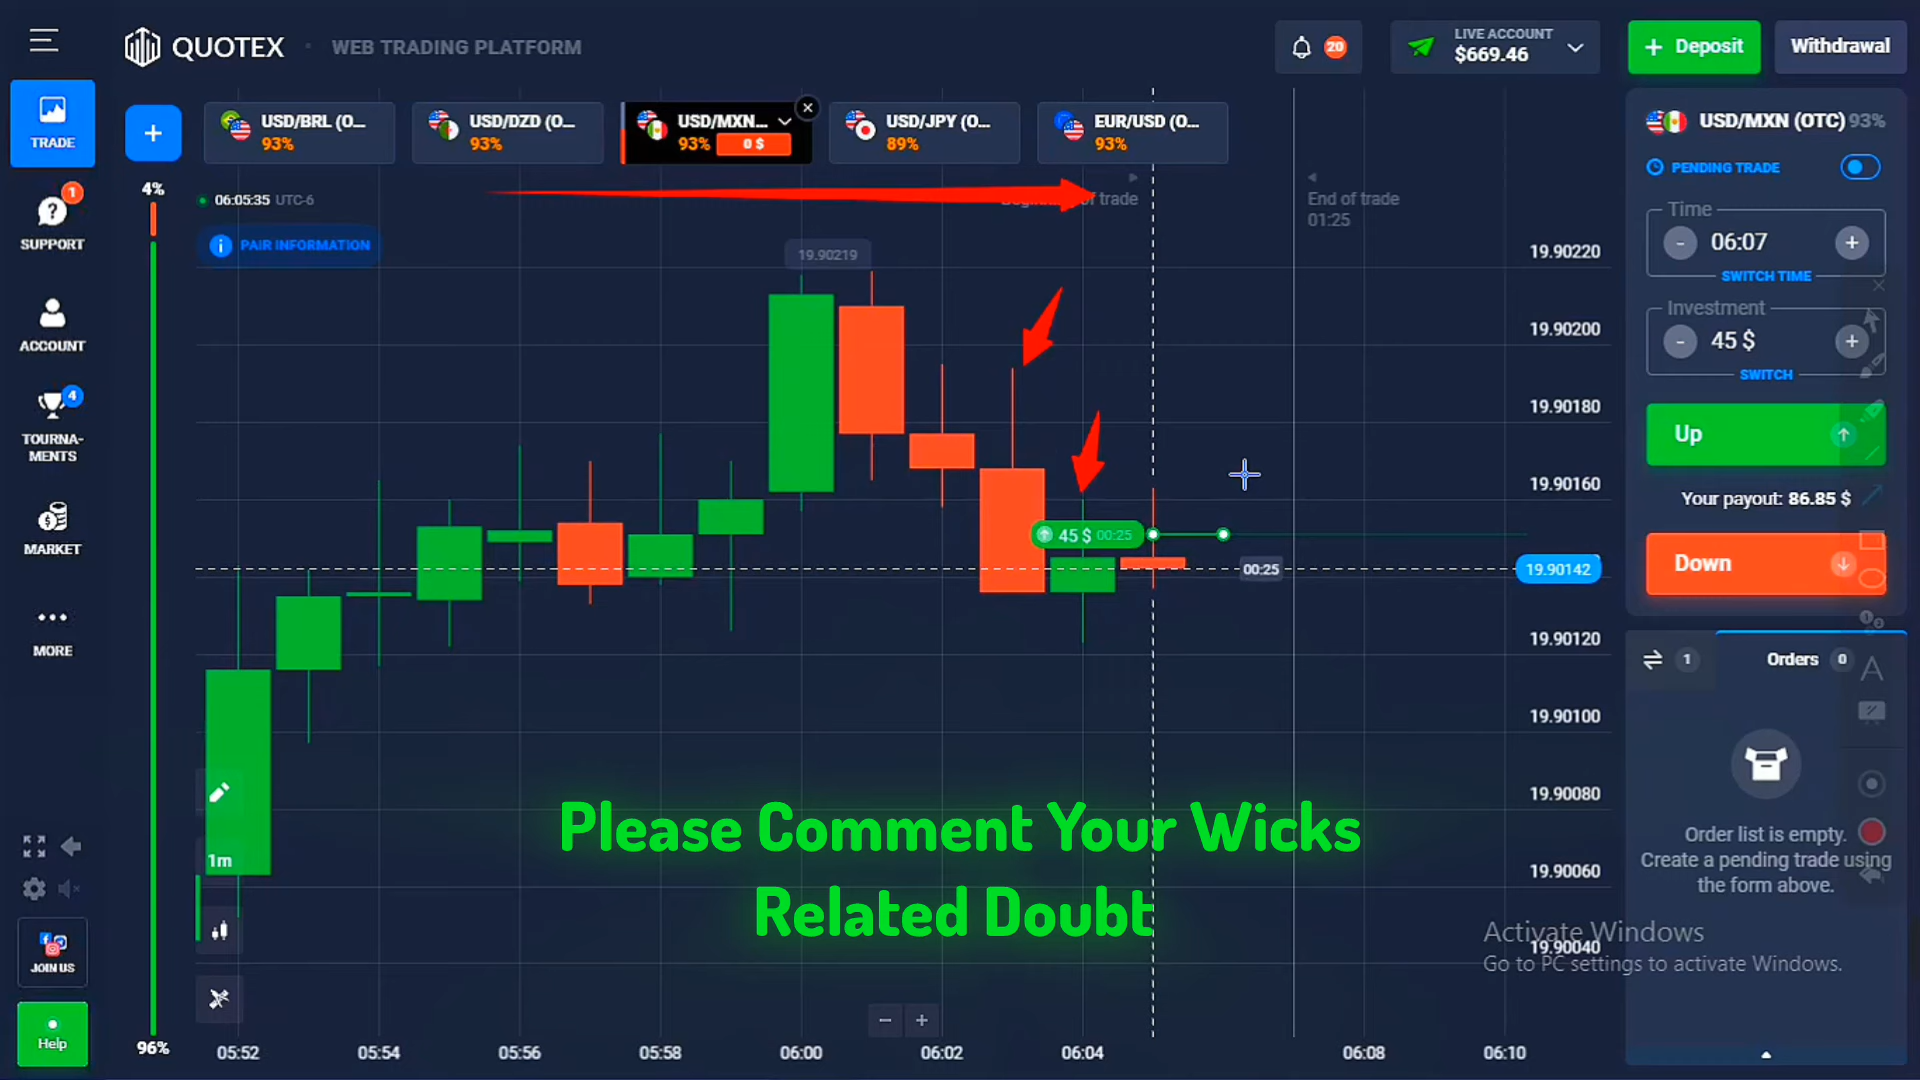 QUOTEX
WEB TRADING PLATFORM
20
LIVE ACCOUNT
$669.46
+ Deposit
Withdrawal
TRADE
+
USD/BRL (O...
93%
USD/DZD (O...
93%
USD/MXN...
93%
0 $
USD/JPY (O...
89%
EUR/USD (O...
93%
USD/MXN (OTC) 93%
PENDING TRADE
1
SUPPORT
4%
06:05:35 UTC-6
PAIR INFORMATION
of trade
End of trade
01:25
Time
- 06:07 +
SWITCH TIME
Investment
- 45 $ +
SWITCH
Up
Your payout: 86.85 $
Down
ACCOUNT
4
TOURNA-
MENTS
MARKET
MORE
19.90219
19.90220
19.90200
19.90180
19.90160
19.90142
19.90120
19.90100
19.90080
19.90060
19.90040
45 $ 00:25
00:25
1
Orders 0
Order list is empty.
Create a pending trade using
the form above.
Please Comment Your Wicks
Related Doubt
1m
JOIN US
Help
96%
Activate Windows
Go to PC settings to activate Windows.
05:52
05:54
05:56
05:58
06:00
06:02
06:04
06:08
06:10